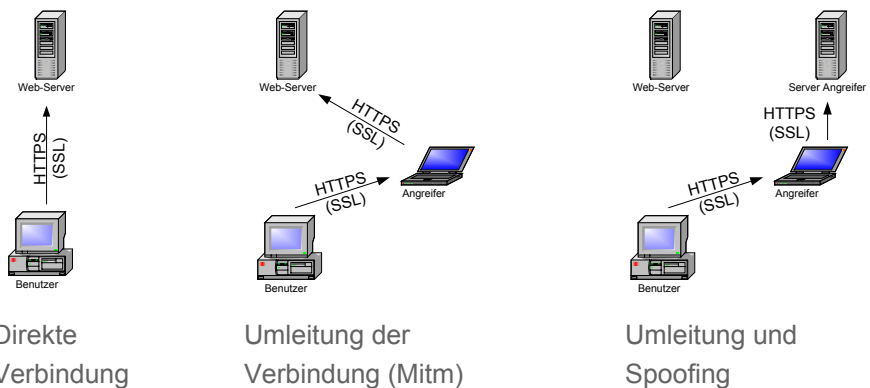 Web-Server
HTTPS
(SSL)
Benutzer
Direkte
Verbindung
Web-Server
HTTPS
(SSL)
HTTPS
(SSL)
Angreifer
Benutzer
Umleitung der
Verbindung (Mitm)
Web-Server
Server Angreifer
HTTPS
(SSL)
HTTPS
(SSL)
Angreifer
Benutzer
Umleitung und
Spoofing